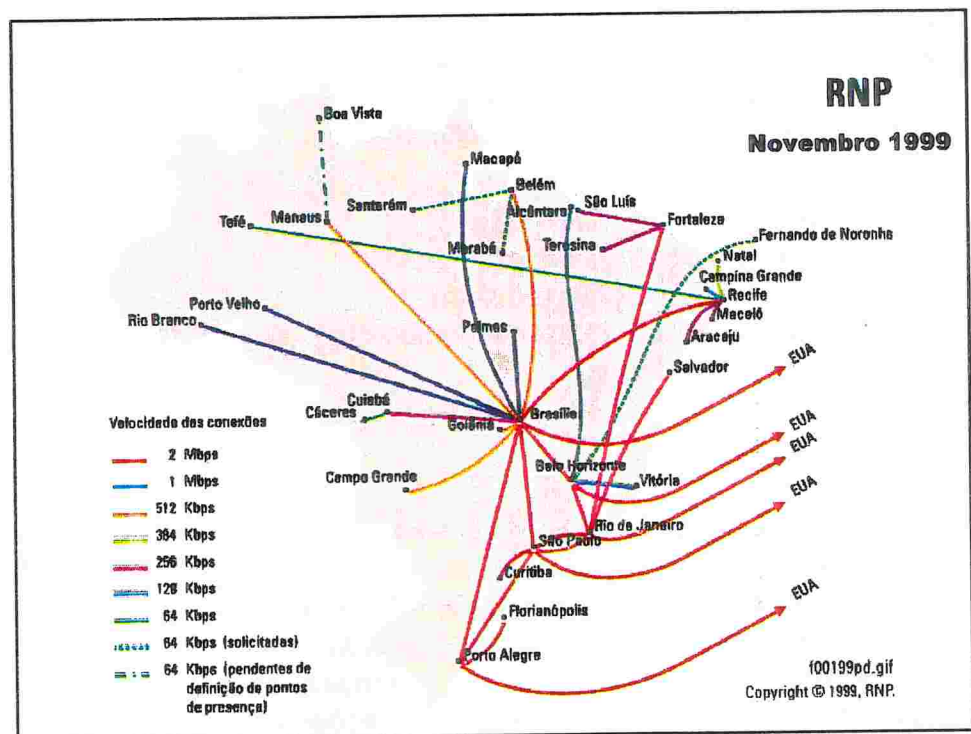 RNP
Novembro 1999
Boa Vista
Macapá
Belém
Santarém
Manaus
Tefé
Alcântara
São Luís
Fortaleza
Marabá
Teresina
Fernando de Noronha
Natal
Campina Grande
Recife
Maceió
Aracaju
Salvador
Porto Velho
Rio Branco
Palmas
EUA
Cuiabá
Cáceres
Goiânia
Brasília
EUA
EUA
Campo Grande
Belo Horizonte
Vitória
EUA
Rio de Janeiro
São Paulo
Curitiba
Florianópolis
EUA
Porto Alegre
Velocidade das conexões
2 Mbps
1 Mbps
512 Kbps
384 Kbps
256 Kbps
128 Kbps
64 Kbps
64 Kbps (solicitadas)
64 Kbps (pendentes de
definição de pontos
de presença)
f00199pd.gif
Copyright © 1999, RNP.